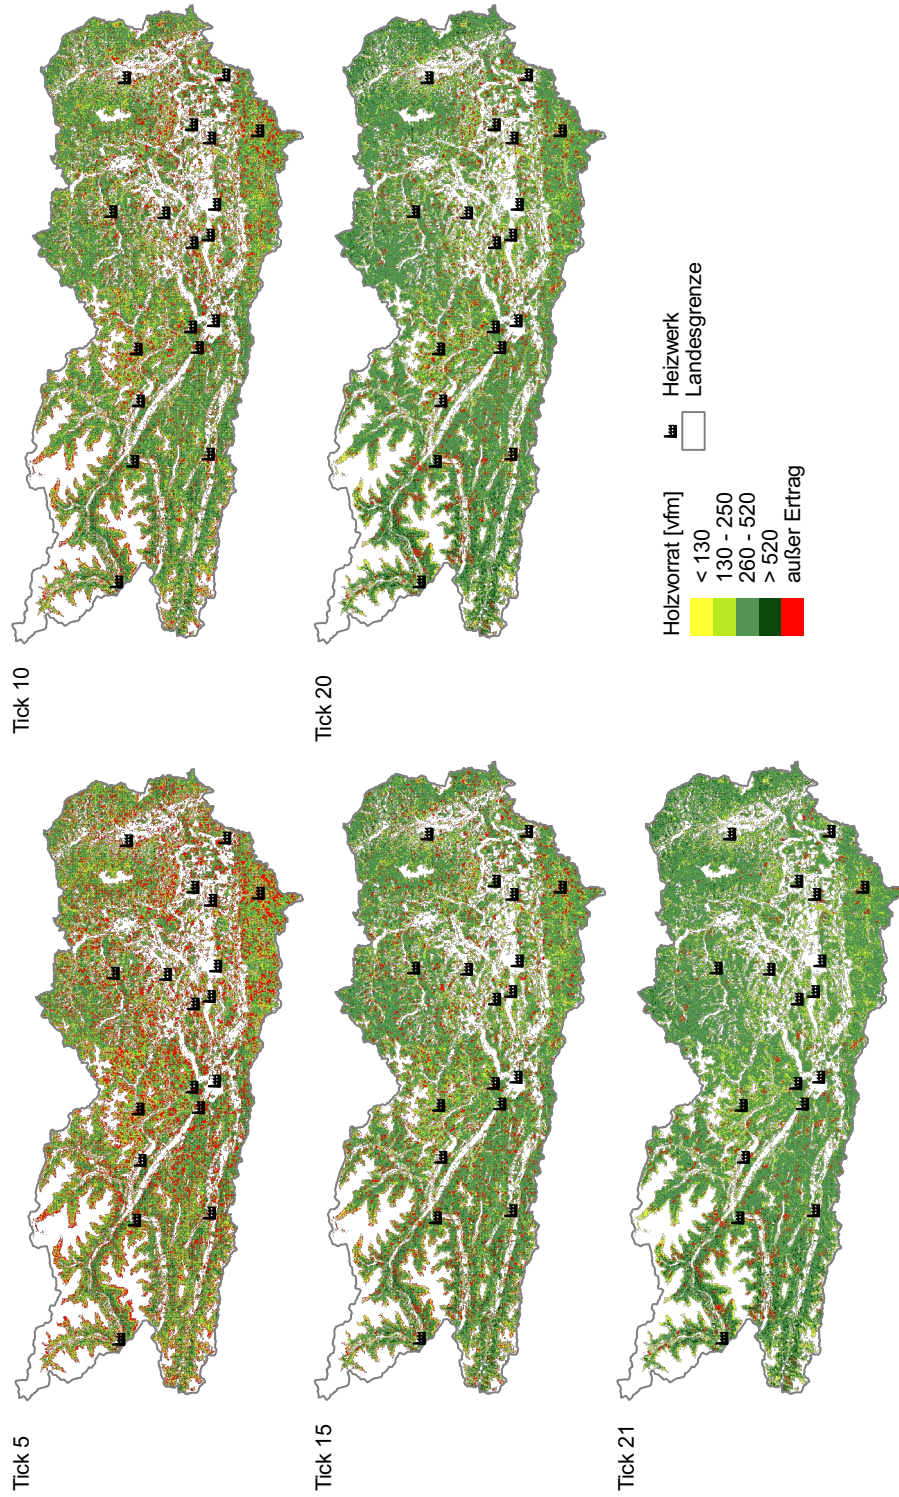 Tick 5
Tick 10
Tick 15
Tick 20
Tick 21
Holzvorrat [vfm]
< 130
130 - 250
260 - 520
> 520
außer Ertrag
Heizwerk
Landesgrenze